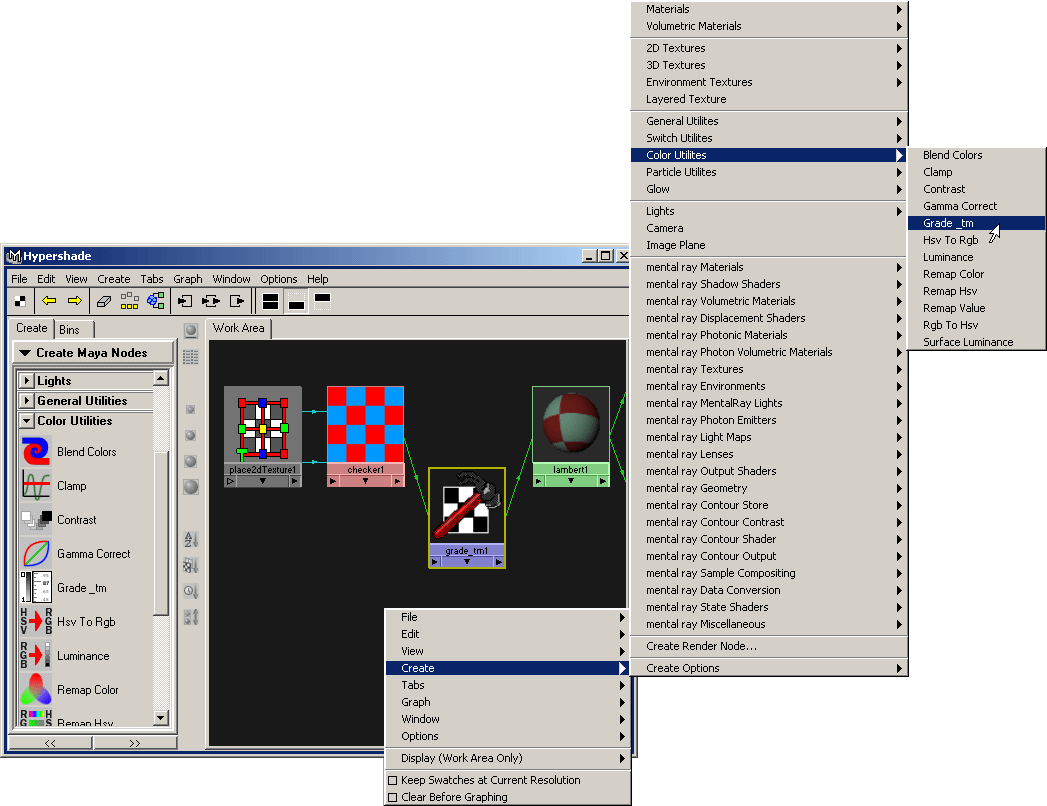 Materials
Volumetric Materials
2D Textures
3D Textures
Environment Textures
Layered Texture
General Utilites
Switch Utilites
Color Utilites
Particle Utilites
Glow
Lights
Camera
Image Plane
mental ray Materials
mental ray Shadow Shaders
mental ray Volumetric Materials
mental ray Displacement Shaders
mental ray Photonic Materials
mental ray Photon Volumetric Materials
mental ray Textures
mental ray Environments
mental ray MentalRay Lights
mental ray Photon Emitters
mental ray Light Maps
mental ray Lenses
mental ray Output Shaders
mental ray Geometry
mental ray Contour Store
mental ray Contour Contrast
mental ray Contour Shader
mental ray Contour Output
mental ray Sample Compositing
mental ray Data Conversion
mental ray State Shaders
mental ray Miscellaneous
Create Render Node...
Create Options
Blend Colors
Clamp
Contrast
Gamma Correct
Grade _tm
Hsv To Rgb
Luminance
Remap Color
Remap Hsv
Remap Value
Rgb To Hsv
Surface Luminance
Hypershade
File Edit View Create Tabs Graph Window Options Help
Create Bins
Work Area
Create Maya Nodes
Lights
General Utilities
Color Utilities
Blend Colors
Clamp
Contrast
Gamma Correct
Grade _tm
Hsv To Rgb
Luminance
Remap Color
Remap Hsv
<< >>
place2dTexture1
checker1
grade_tm1
lambert1
File
Edit
View
Create
Tabs
Graph
Window
Options
Display (Work Area Only)
Keep Swatches at Current Resolution
Clear Before Graphing